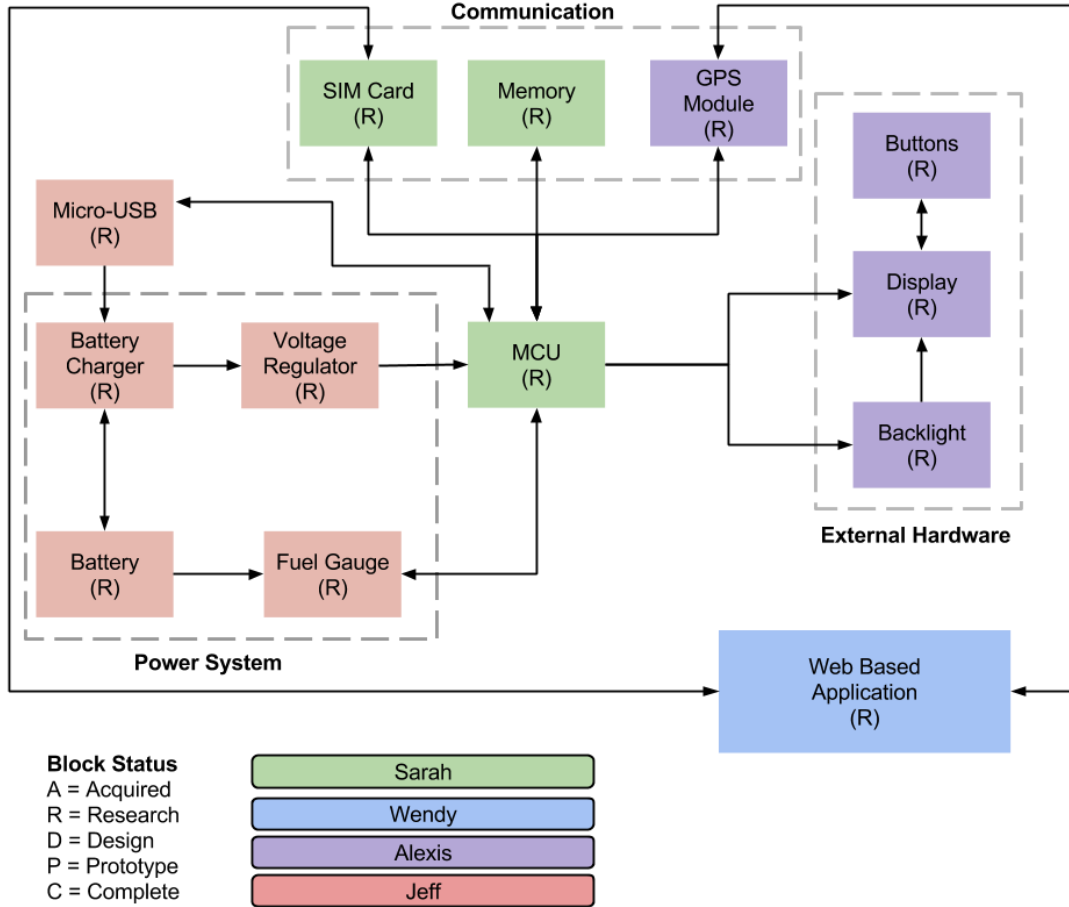 Communication
SIM Card
(R)
Memory
(R)
GPS
Module
(R)
Buttons
(R)
Micro-USB
(R)
Display
(R)
Battery
Charger
(R)
Voltage
Regulator
(R)
MCU
(R)
Backlight
(R)
External Hardware
Battery
(R)
Fuel Gauge
(R)
Power System
Web Based
Application
(R)
Block Status
A = Acquired
R = Research
D = Design
P = Prototype
C = Complete
Sarah
Wendy
Alexis
Jeff